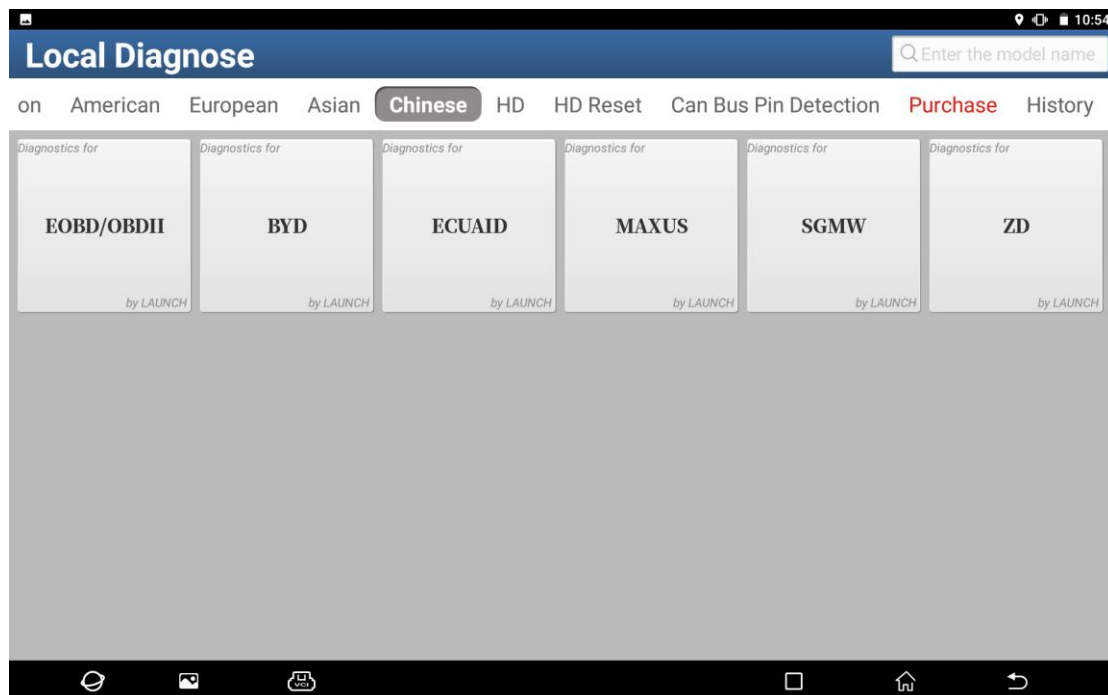 10:54
Local Diagnose
Enter the model name
on American European Asian Chinese HD HD Reset Can Bus Pin Detection Purchase History
Diagnostics for Diagnostics for Diagnostics for Diagnostics for Diagnostics for Diagnostics for
EOBD/OBDII BYD ECUAID MAXUS SGMW ZD
by LAUNCH by LAUNCH by LAUNCH by LAUNCH by LAUNCH by LAUNCH
VCI